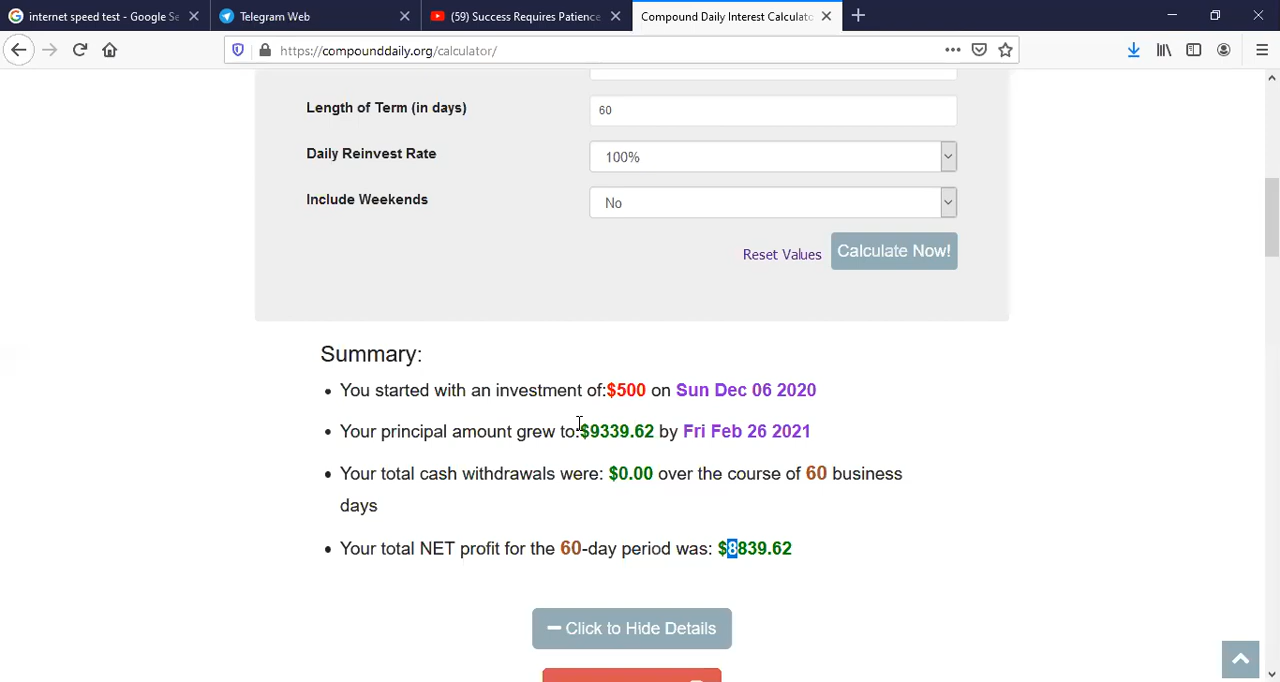 internet speed test - Google Se
Telegram Web
(59) Success Requires Patience
Compound Daily Interest Calculato
https://compounddaily.org/calculator/
Length of Term (in days)
60
Daily Reinvest Rate
100%
Include Weekends
No
Reset Values
Calculate Now!
Summary:
• You started with an investment of:$500 on Sun Dec 06 2020
• Your principal amount grew to:$9339.62 by Fri Feb 26 2021
• Your total cash withdrawals were: $0.00 over the course of 60 business
days
• Your total NET profit for the 60-day period was: $8839.62
Click to Hide Details